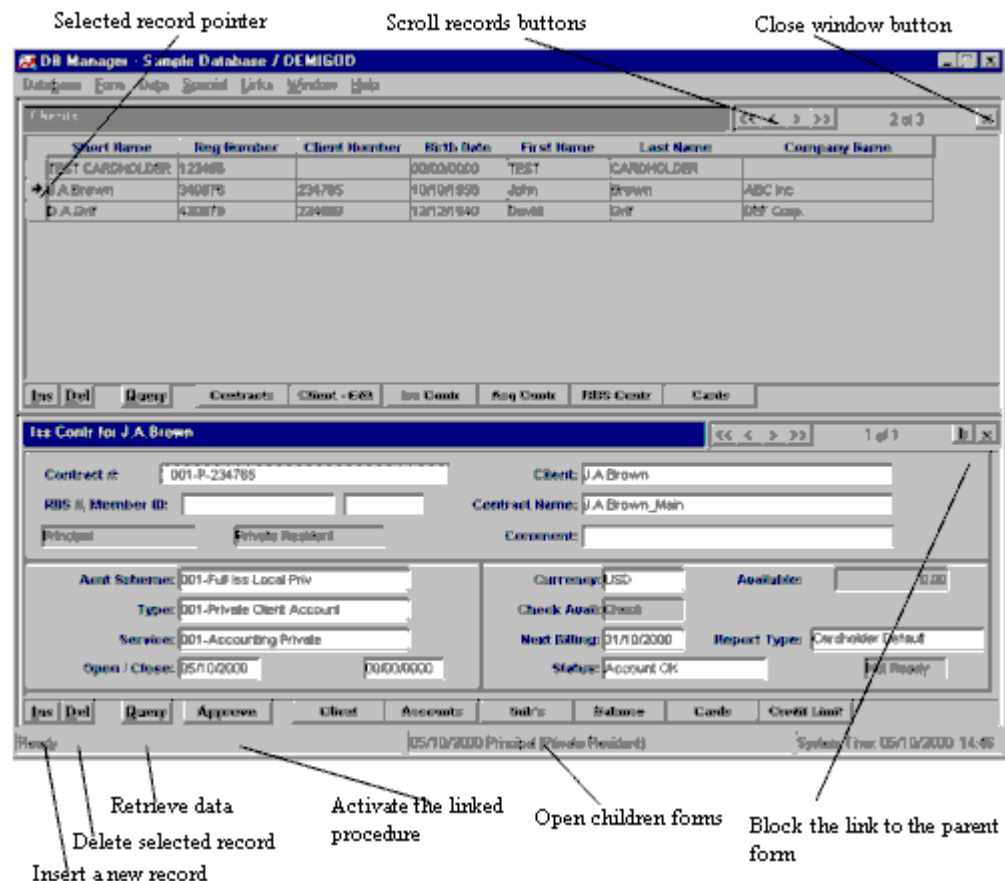 Selected record pointer
Scroll records buttons
Close window button
DB Manager - Sample Database / DEMIGOD
Database Form Data Special Links Window Help
Clients
<< < > >> 2 of 3 x
Short Name Reg Number Client Number Birth Date First Name Last Name Company Name
TEST CARDHOLDER 123456 00/00/0000 TEST CARDHOLDER
J.A.Brown 10/10/1958 John Brown ABC Inc
12/12/1940 David DEF Corp.
Ins Del Query Contracts Client - Edit Iss Contr Acq Contr RBS Contr Cards
Iss Contr for J.A.Brown
<< < > >> 1 of 1 b x
Contract #: 001-P-234765 Client: J.A.Brown
RBS #, Member ID: Contract Name: J.A.Brown_Main
Principal Private Resident Comment:
Acnt Scheme: 001-Full Iss Local Priv Currency: USD Available: 0.00
Type: 001-Private Client Account Check Avail: Check
Service: 001-Accounting Private Next Billing: 31/10/2000 Report Type: Cardholder Default
Open / Close: 05/10/2000 00/00/0000 Status: Account OK Not Ready
Ins Del Query Approve Client Accounts Sub's Balance Cards Credit Limit
Ready 05/10/2000 Principal (Private Resident) System Time: 05/10/2000 14:46
Retrieve data
Delete selected record
Insert a new record
Activate the linked
procedure
Open children forms
Block the link to the parent
form